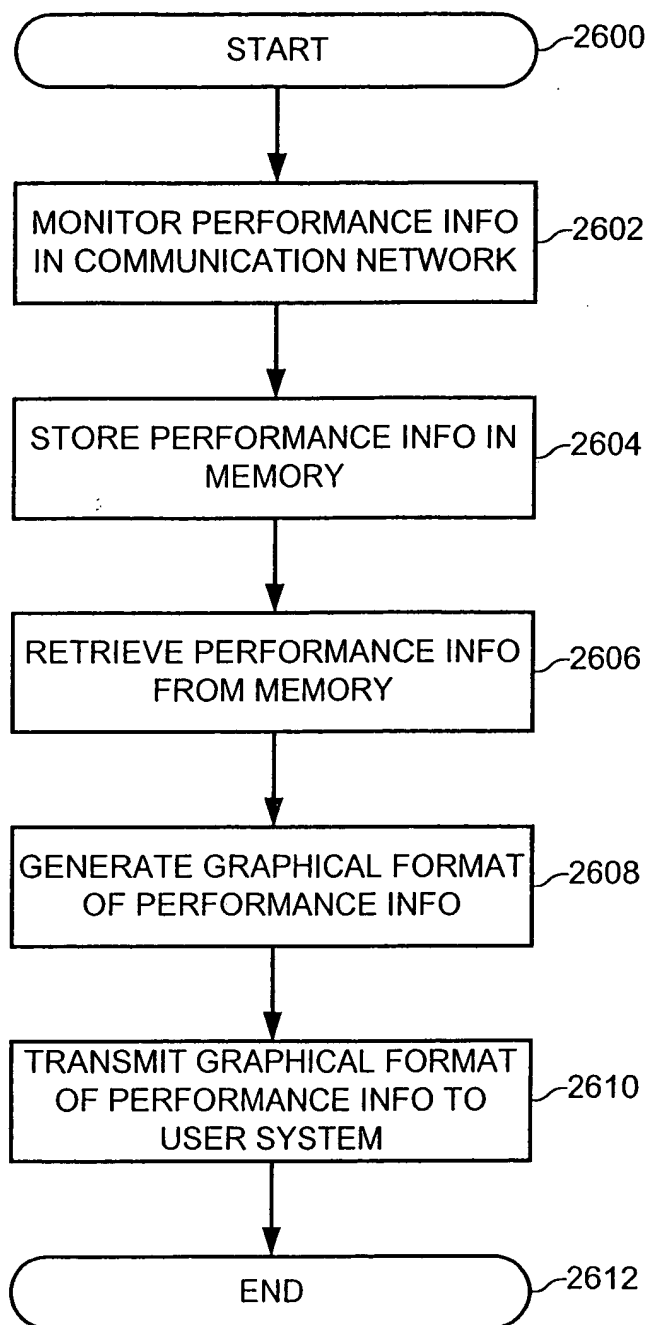 START
2600
MONITOR PERFORMANCE INFO
IN COMMUNICATION NETWORK
2602
STORE PERFORMANCE INFO IN
MEMORY
2604
RETRIEVE PERFORMANCE INFO
FROM MEMORY
2606
GENERATE GRAPHICAL FORMAT
OF PERFORMANCE INFO
2608
TRANSMIT GRAPHICAL FORMAT
OF PERFORMANCE INFO TO
USER SYSTEM
2610
END
2612